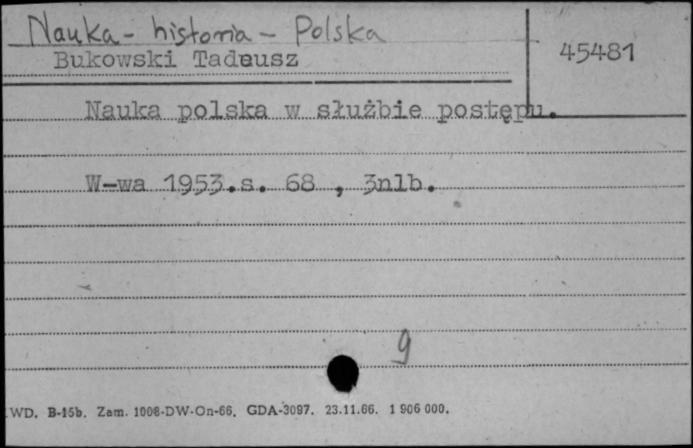 Nauka - historia - Polska
Bukowski Tadeusz
45481
Nauka polska w służbie postępu.
W-wa 1953.s. 68 , 3nlb.
9
WD. B-15b. Zam. 1008-DW-On-66. GDA-3097. 23.11.66. 1 906 000.